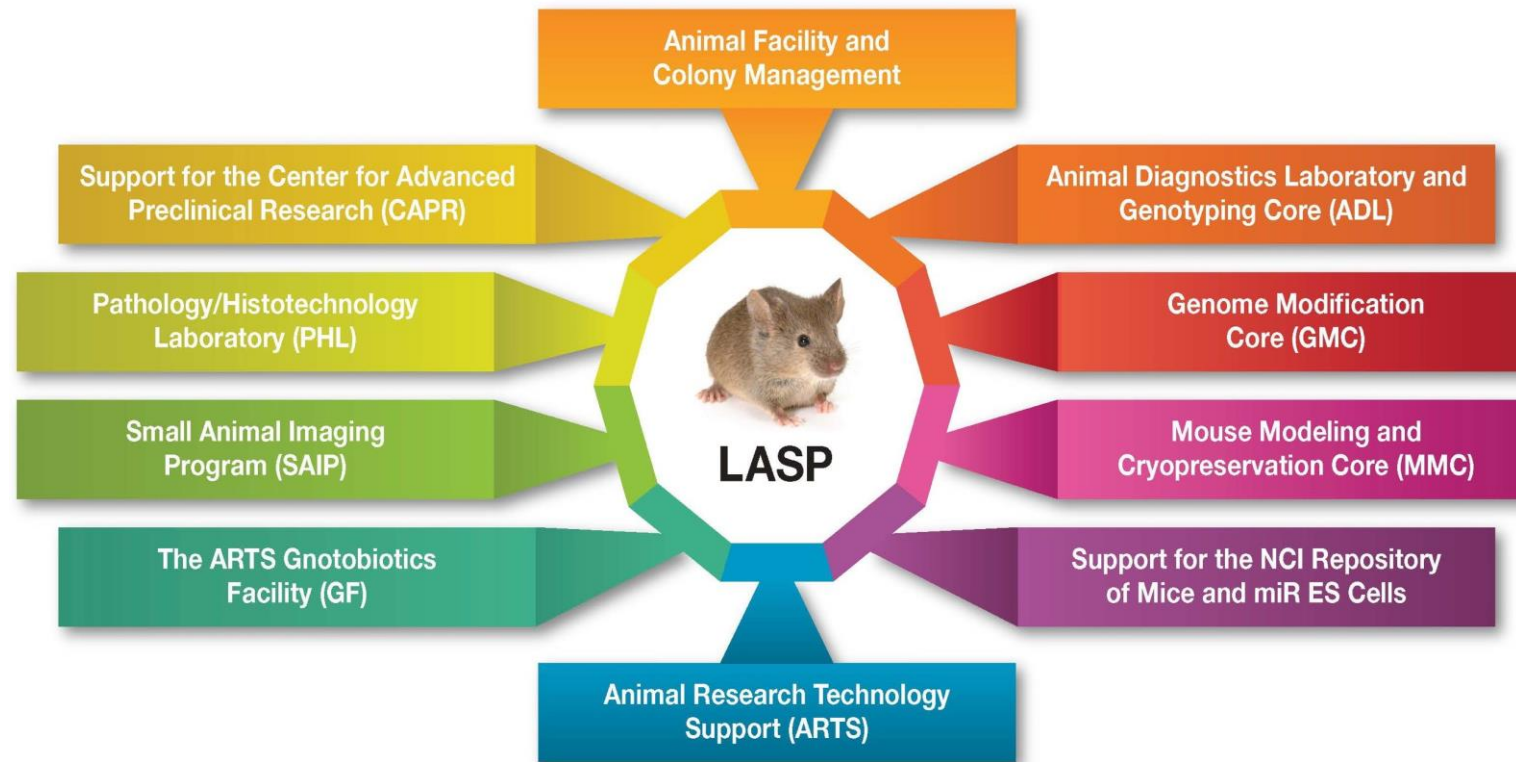 Animal Facility and
Colony Management
Support for the Center for Advanced
Preclinical Research (CAPR)
Animal Diagnostics Laboratory and
Genotyping Core (ADL)
Pathology/Histotechnology
Laboratory (PHL)
Genome Modification
Core (GMC)
LASP
Small Animal Imaging
Program (SAIP)
Mouse Modeling and
Cryopreservation Core (MMC)
The ARTS Gnotobiotics
Facility (GF)
Support for the NCI Repository
of Mice and miR ES Cells
Animal Research Technology
Support (ARTS)